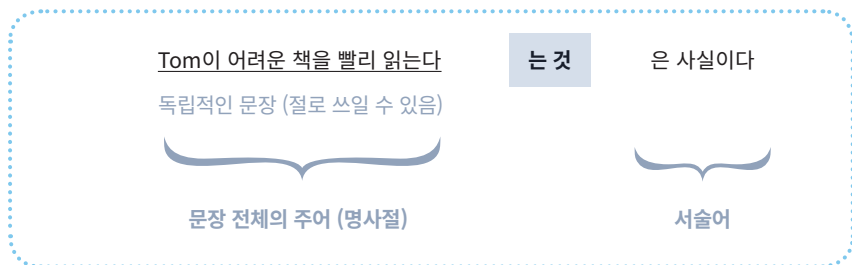 Tom이 어려운 책을 빨리 읽는다 는 것 은 사실이다
독립적인 문장 (절로 쓰일 수 있음)
문장 전체의 주어 (명사절) 서술어